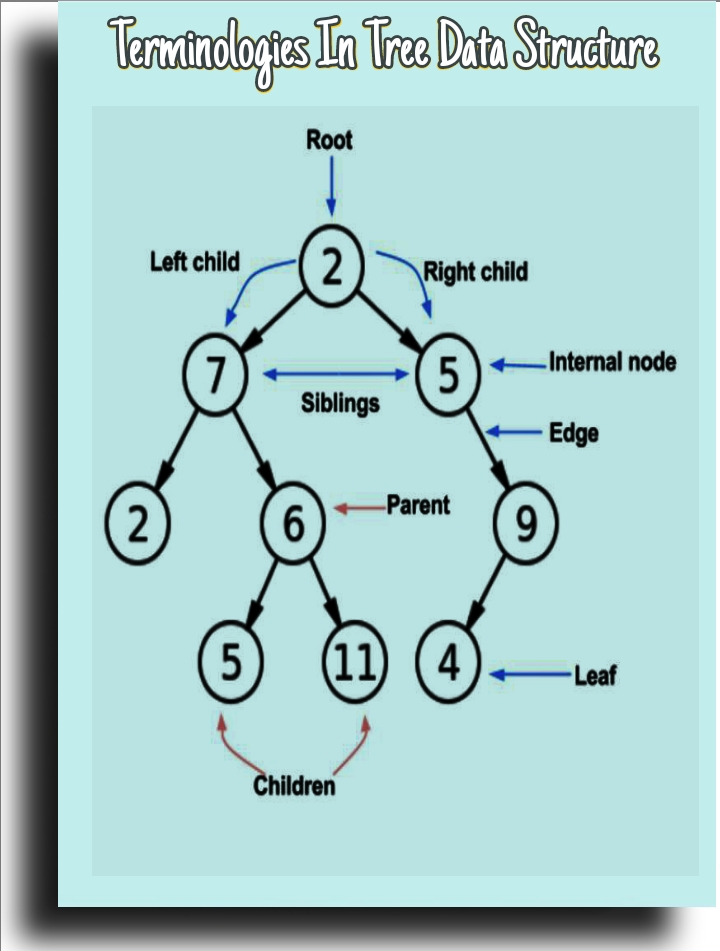 Terminologies In Tree Data Structure
Root
Left child
2
Right child
7
Siblings
5
Internal node
Edge
2
6
Parent
9
5
11
4
Leaf
Children